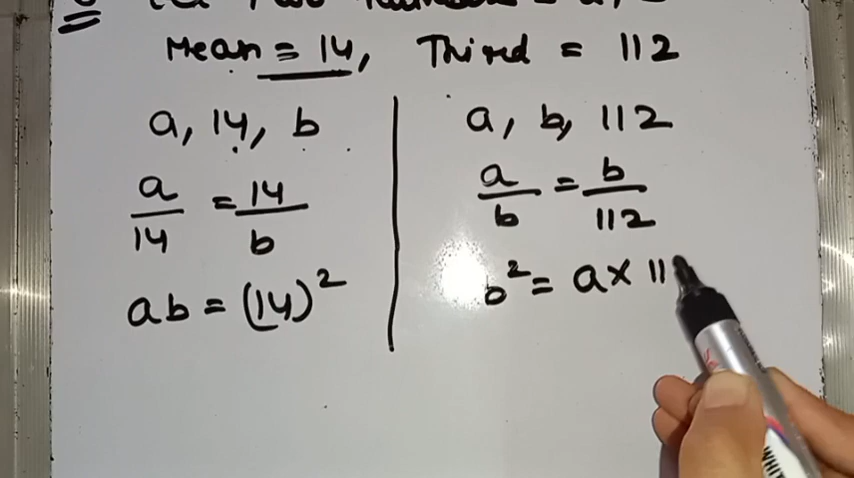 Mean = 14, Third = 112
a, 14, b
a/14 = 14/b
ab = (14)²
a, b, 112
a/b = b/112
b² = a × 11